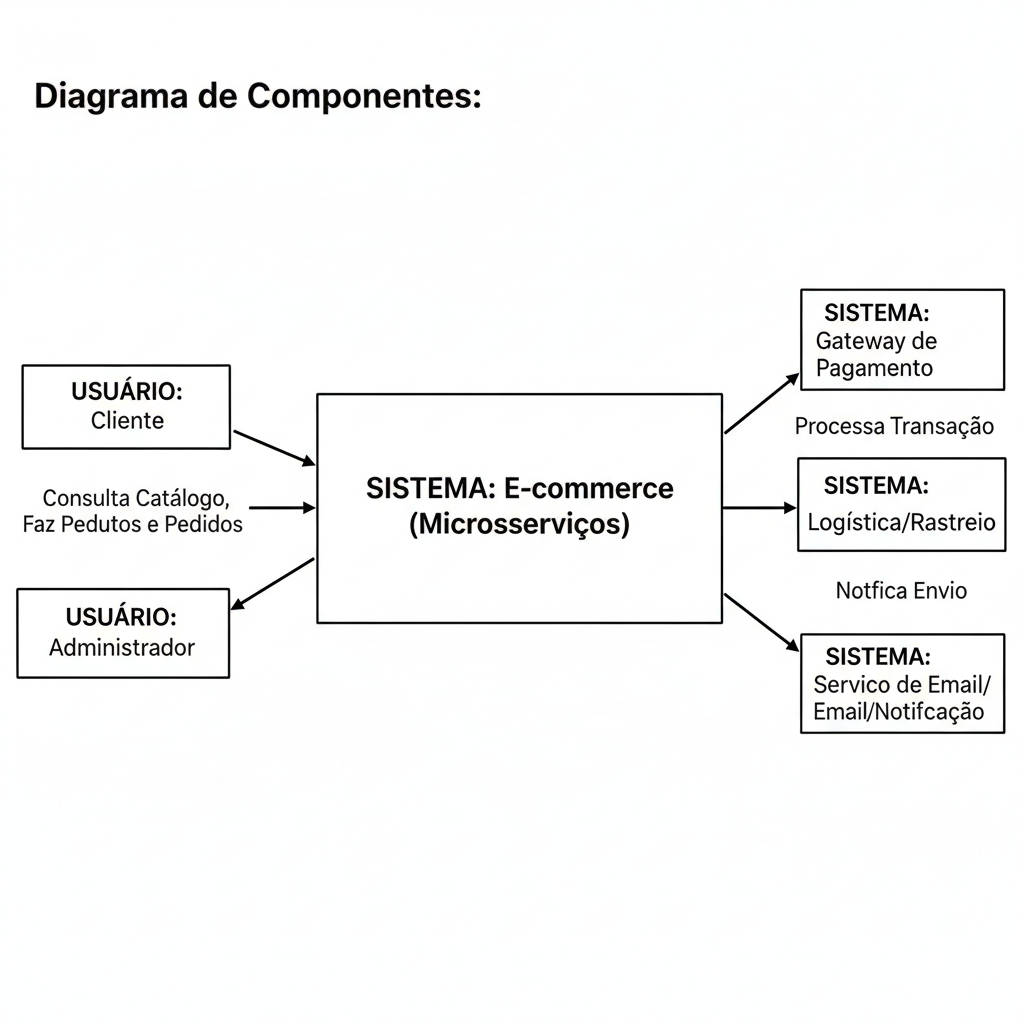 Diagrama de Componentes:
USUÁRIO:
Cliente
Consulta Catálogo,
Faz Pedutos e Pedidos
USUÁRIO:
Administrador
SISTEMA: E-commerce
(Microsserviços)
SISTEMA:
Gateway de
Pagamento
Processa Transação
SISTEMA:
Logística/Rastreio
Notfica Envio
SISTEMA:
Servico de Email/
Email/Notifcação